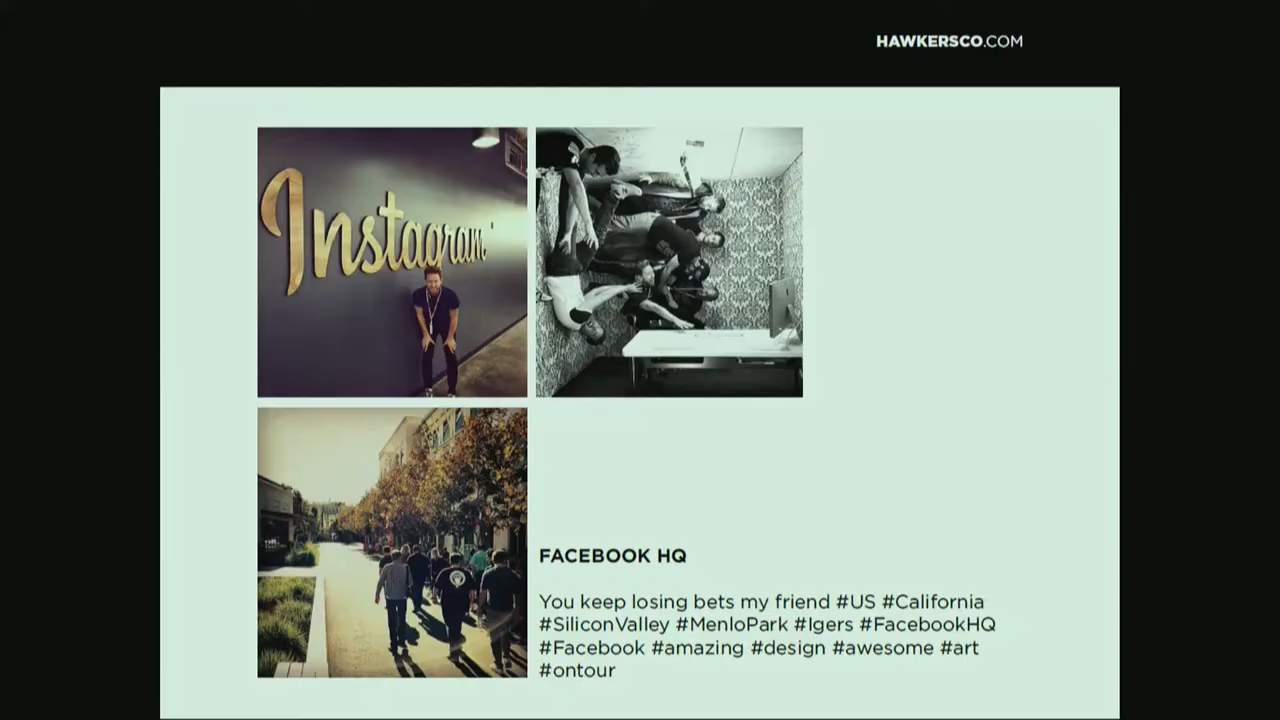 HAWKERSCO.COM
Instagram
FACEBOOK HQ
You keep losing bets my friend #US #California
#SiliconValley #MenloPark #Igers #FacebookHQ
#Facebook #amazing #design #awesome #art
#ontour